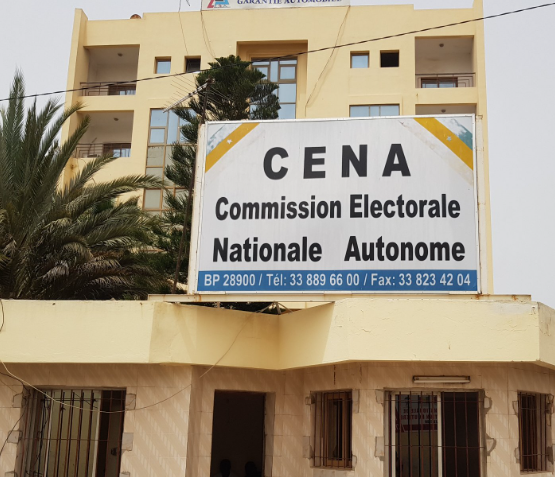 GARANTIE AUTOMOBILE
CENA
Commission Electorale
Nationale Autonome
BP 28900 / Tél: 33 889 66 00 / Fax: 33 823 42 04